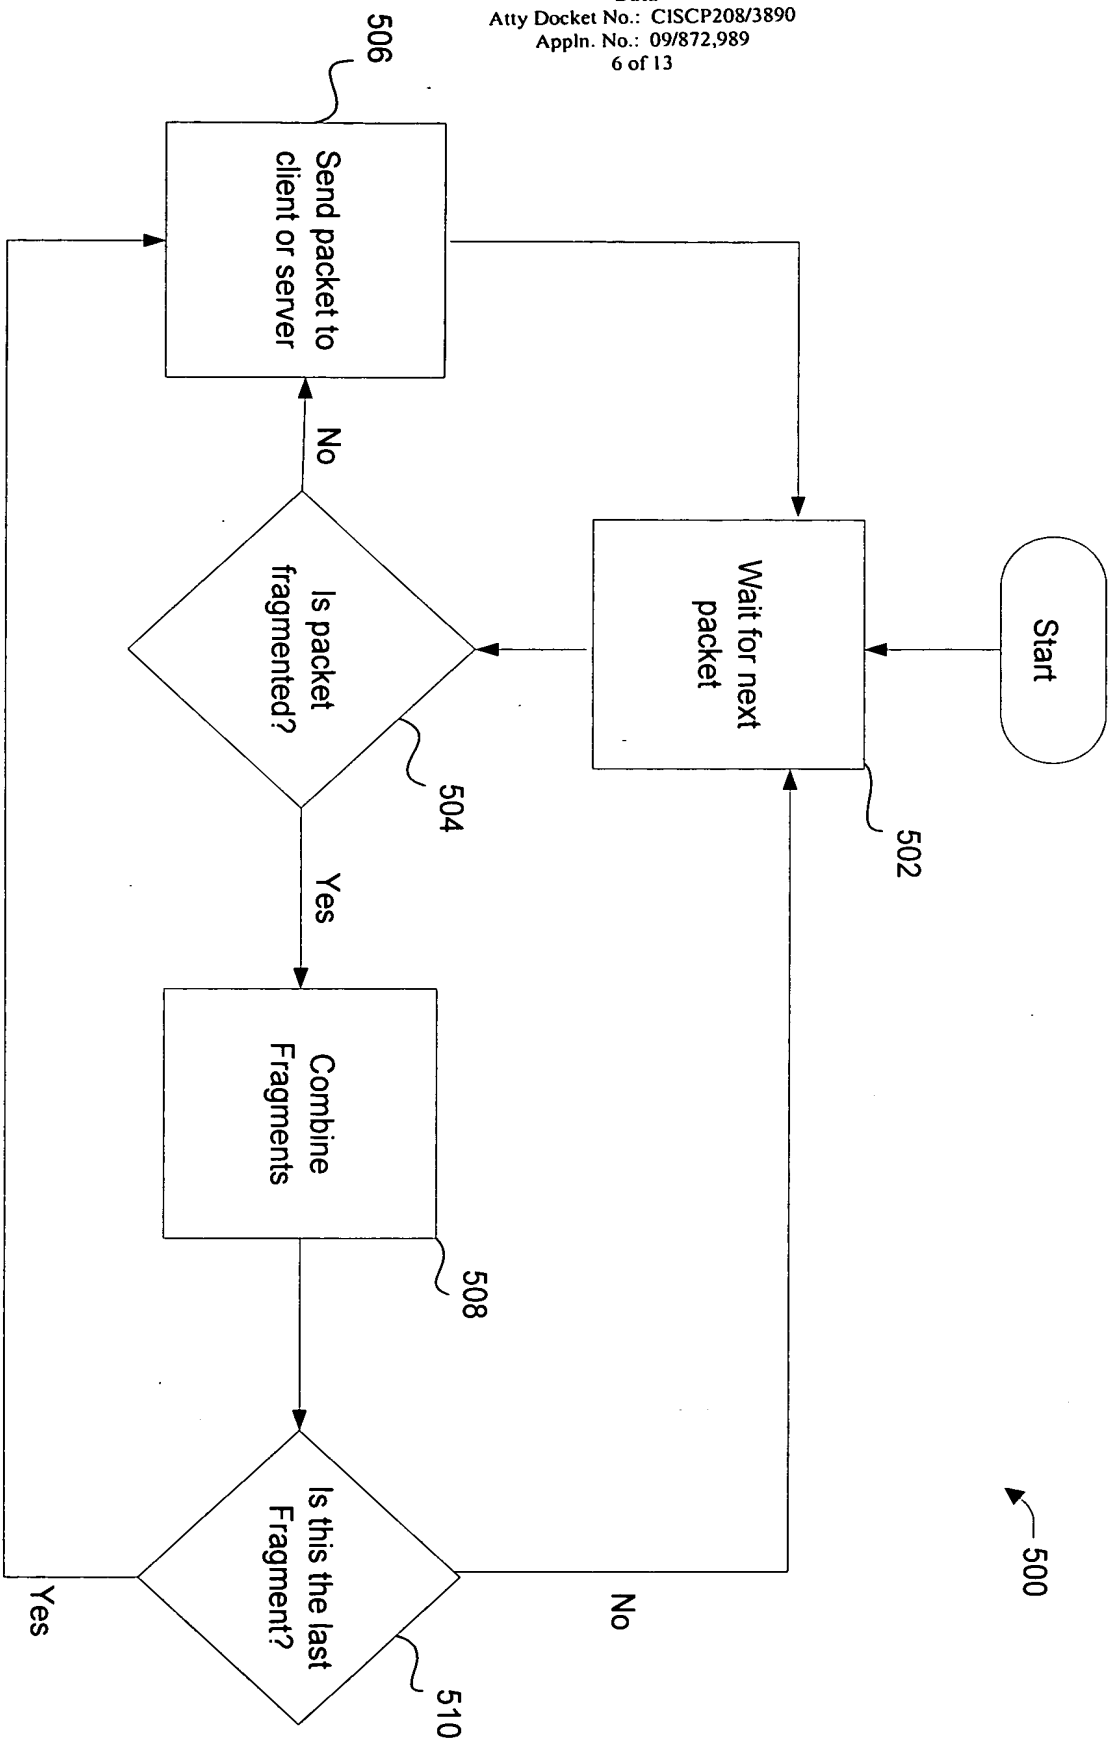 Atty Docket No.: CISCP208/3890
Appln. No.: 09/872,989
6 of 13
500
Start
Wait for next
packet
502
Is packet
fragmented?
504
No
Yes
Send packet to
client or server
506
Combine
Fragments
508
Is this the last
Fragment?
510
No
Yes